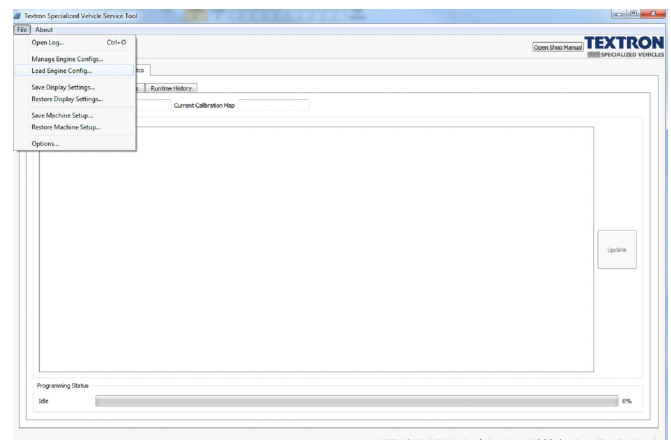 Textron Specialized Vehicle Service Tool
File About
Open Log... Ctrl+O
Manage Engine Configs...
Load Engine Config...
Save Display Settings...
Restore Display Settings...
Save Machine Setup...
Restore Machine Setup...
Options...
Open Shop Manual
TEXTRON
SPECIALIZED VEHICLES
tics
s Runtime History
Current Calibration Map
Update
Programming Status
Idle
0%